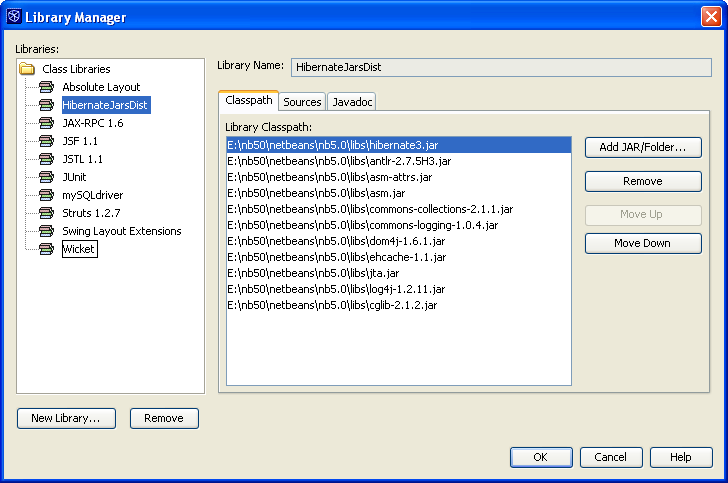 Library Manager
Libraries:
Class Libraries
Absolute Layout
HibernateJarsDist
JAX-RPC 1.6
JSF 1.1
JSTL 1.1
JUnit
mySQLdriver
Struts 1.2.7
Swing Layout Extensions
Wicket
New Library...
Remove
Library Name: HibernateJarsDist
Classpath Sources Javadoc
Library Classpath:
E:\nb50\netbeans\nb5.0\libs\hibernate3.jar
E:\nb50\netbeans\nb5.0\libs\antlr-2.7.5H3.jar
E:\nb50\netbeans\nb5.0\libs\asm-attrs.jar
E:\nb50\netbeans\nb5.0\libs\asm.jar
E:\nb50\netbeans\nb5.0\libs\commons-collections-2.1.1.jar
E:\nb50\netbeans\nb5.0\libs\commons-logging-1.0.4.jar
E:\nb50\netbeans\nb5.0\libs\dom4j-1.6.1.jar
E:\nb50\netbeans\nb5.0\libs\ehcache-1.1.jar
E:\nb50\netbeans\nb5.0\libs\jta.jar
E:\nb50\netbeans\nb5.0\libs\log4j-1.2.11.jar
E:\nb50\netbeans\nb5.0\libs\cglib-2.1.2.jar
Add JAR/Folder...
Remove
Move Up
Move Down
OK Cancel Help